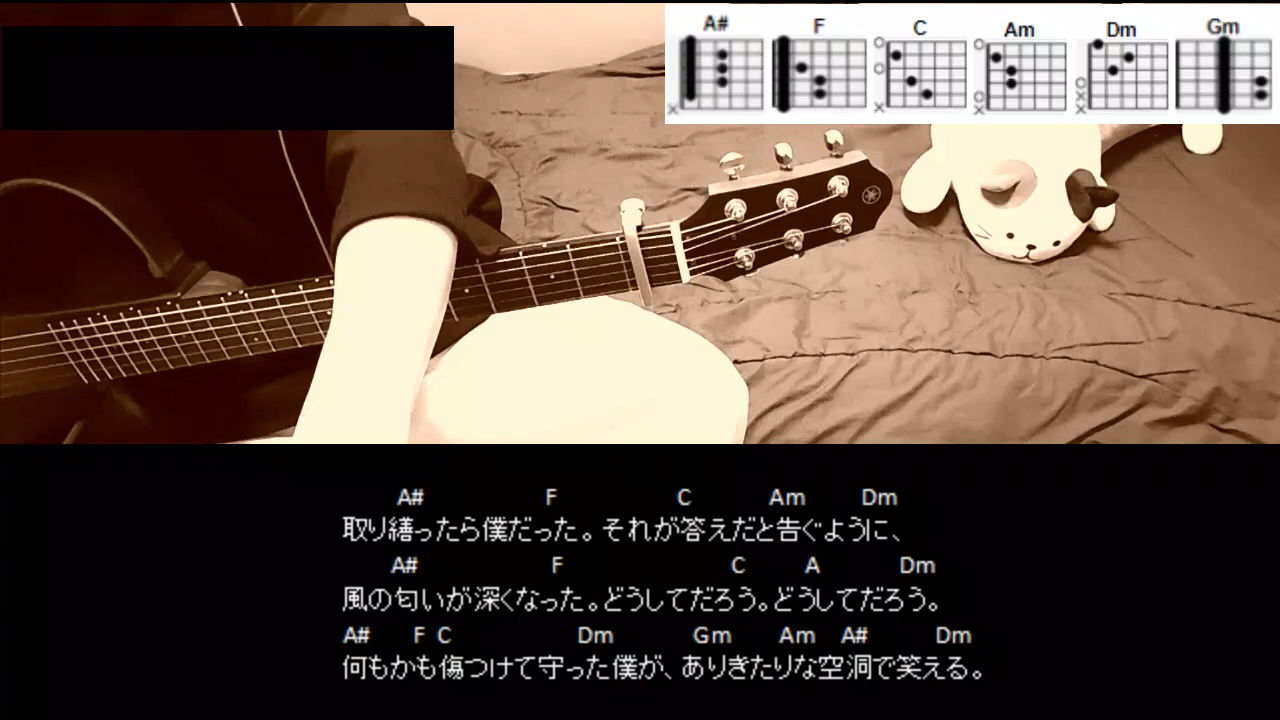 A# F C Am Dm Gm
A# F C Am Dm
取り繕ったら僕だった。それが答えだと告ぐように、
A# F C A Dm
風の匂いが深くなった。どうしてだろう。どうしてだろう。
A# F C Dm Gm Am A# Dm
何もかも傷つけて守った僕が、ありきたりな空洞で笑える。